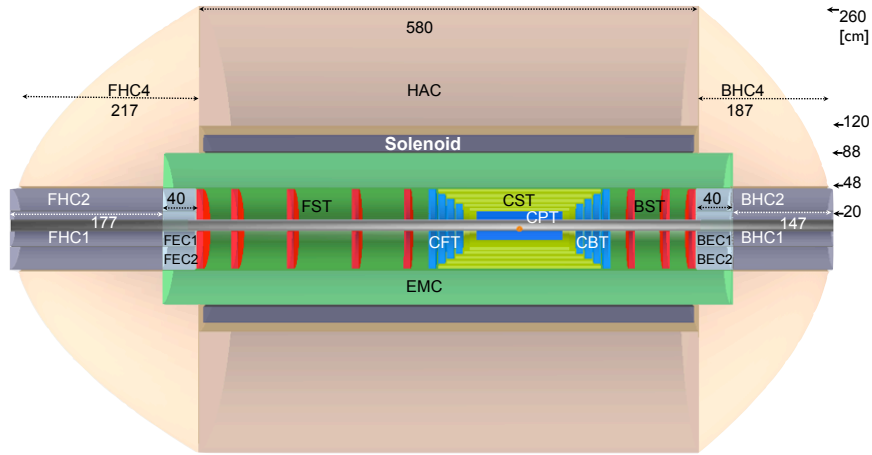 580
260
[cm]
FHC4
217
HAC
BHC4
187
120
Solenoid
88
48
FHC2
40
FST
CST
BST
40
BHC2
20
177
CPT
147
FHC1
FEC1
CFT
CBT
BEC1
BHC1
FEC2
BEC2
EMC